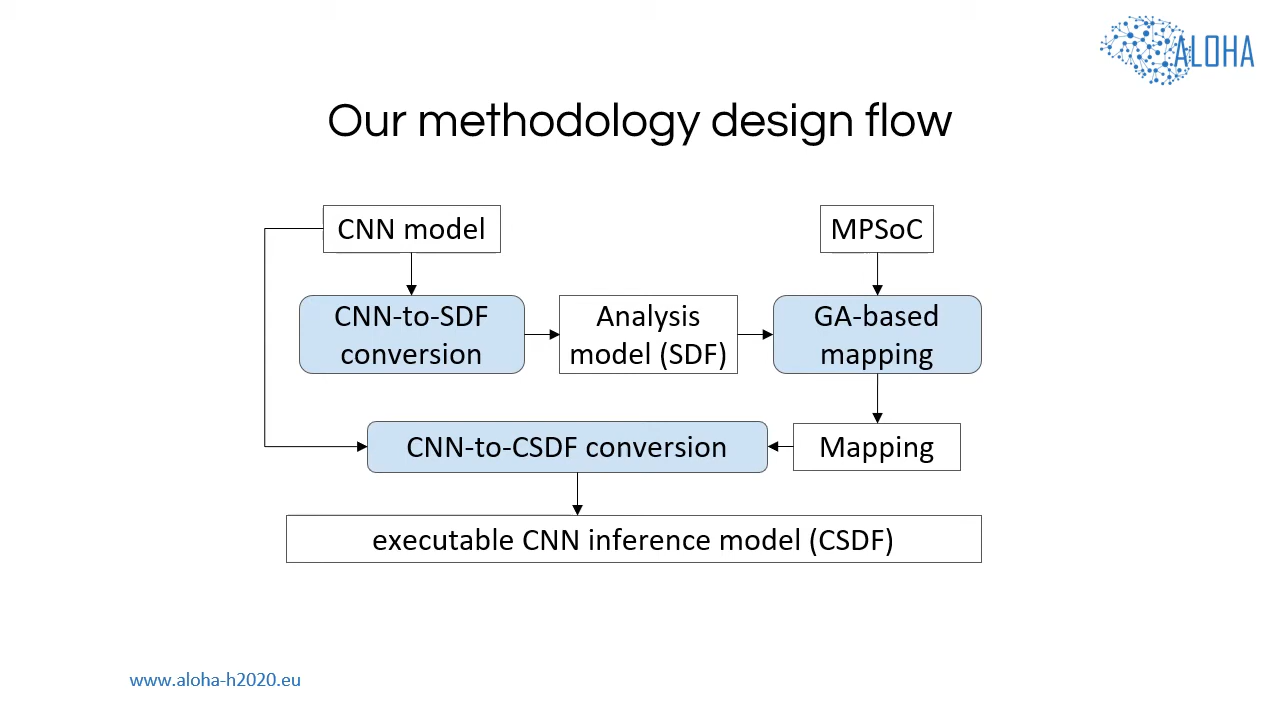 ALOHA
Our methodology design flow
CNN model
MPSoC
CNN-to-SDF
conversion
Analysis
model (SDF)
GA-based
mapping
CNN-to-CSDF conversion
Mapping
executable CNN inference model (CSDF)
www.aloha-h2020.eu